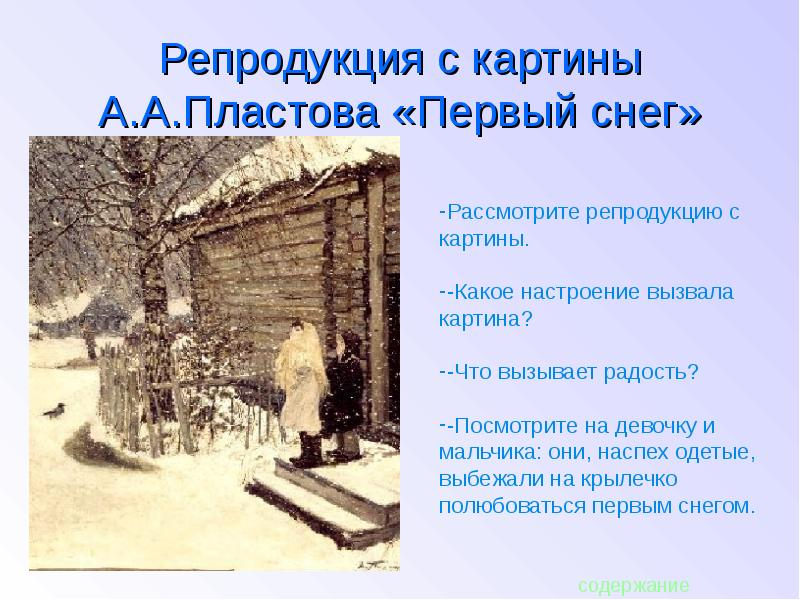 Репродукция с картины
А.А.Пластова «Первый снег»
-Рассмотрите репродукцию с
картины.
--Какое настроение вызвала
картина?
--Что вызывает радость?
--Посмотрите на девочку и
мальчика: они, наспех одетые,
выбежали на крылечко
полюбоваться первым снегом.
содержание